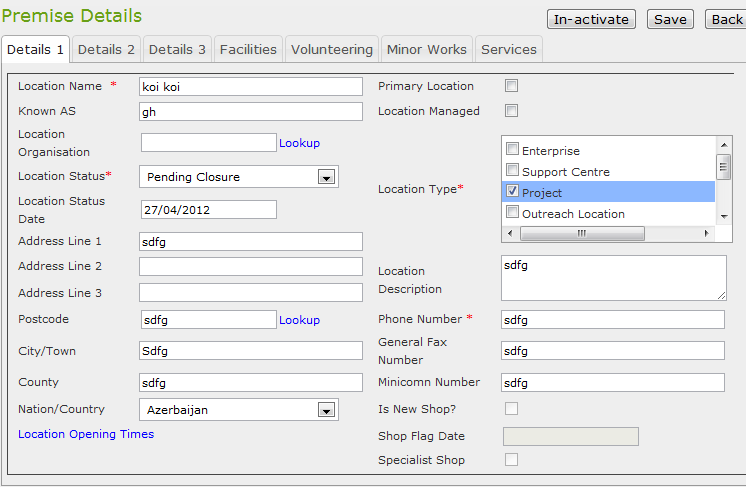 Premise Details
In-activate Save Back
Details 1 Details 2 Details 3 Facilities Volunteering Minor Works Services
Location Name * koi koi Primary Location
Known AS gh Location Managed
Location Organisation Lookup
Location Status* Pending Closure
Location Type*
Enterprise
Support Centre
Project
Outreach Location
Location Status Date 27/04/2012
Address Line 1 sdfg
Address Line 2
Address Line 3
Location Description sdfg
Postcode sdfg Lookup Phone Number * sdfg
City/Town Sdfg General Fax Number sdfg
County sdfg Minicomn Number sdfg
Nation/Country Azerbaijan Is New Shop?
Location Opening Times Shop Flag Date
Specialist Shop